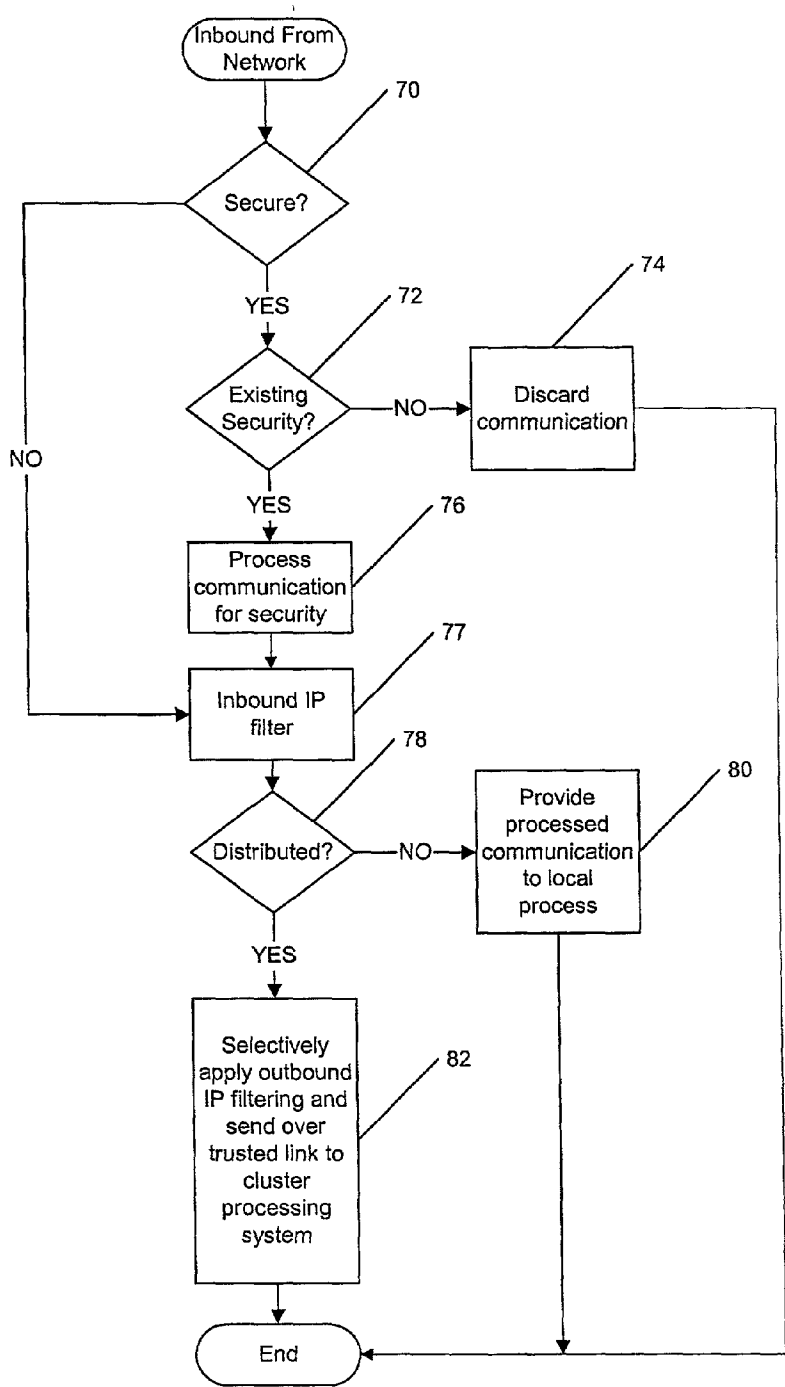 Inbound From
Network
70
Secure?
YES
72
74
Existing
Security?
NO
Discard
communication
NO
YES
76
Process
communication
for security
77
Inbound IP
filter
78
80
Distributed?
NO
Provide
processed
communication
to local
process
YES
Selectively
apply outbound
IP filtering and
send over
trusted link to
cluster
processing
system
82
End